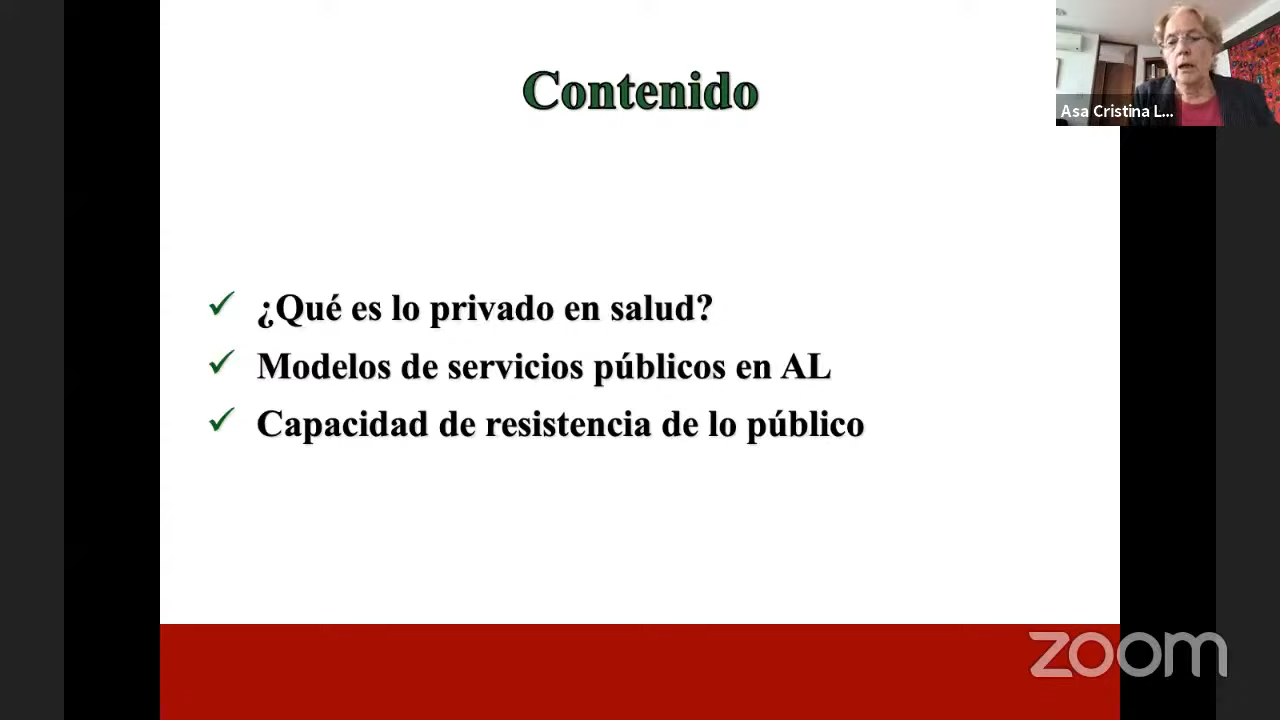 Contenido
Asa Cristina L...
¿Qué es lo privado en salud?
Modelos de servicios públicos en AL
Capacidad de resistencia de lo público
zoom